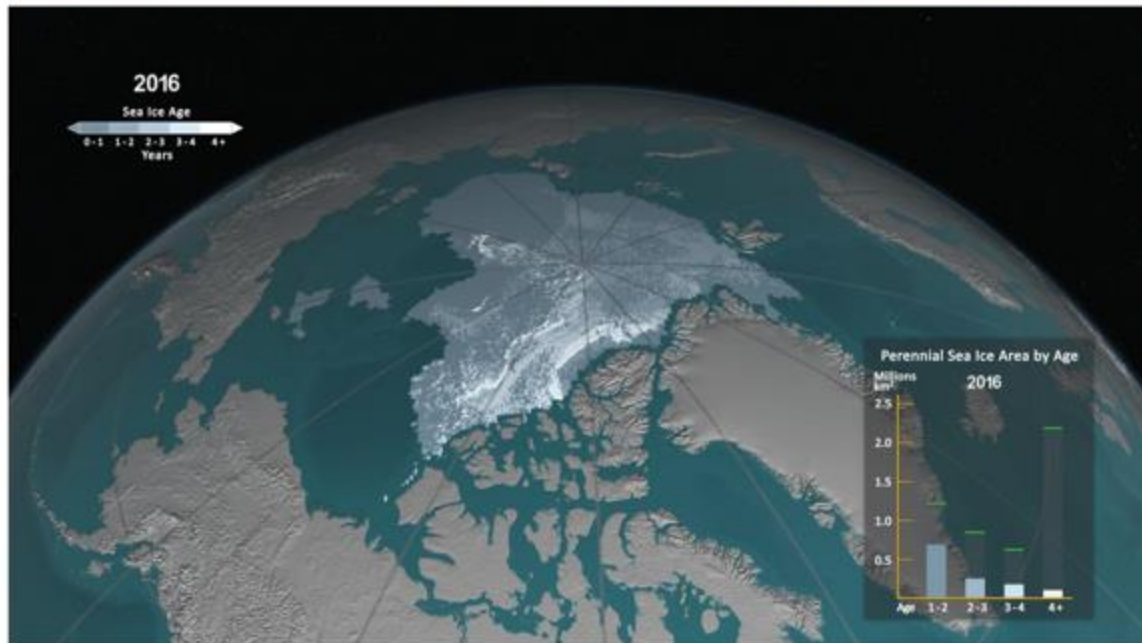 2016
Sea Ice Age
0-1 1-2 2-3 3-4 4+
Years
Perennial Sea Ice Area by Age
Millions
km²
2016
2.5
2.0
1.5
1.0
0.5
Age 1-2 2-3 3-4 4+